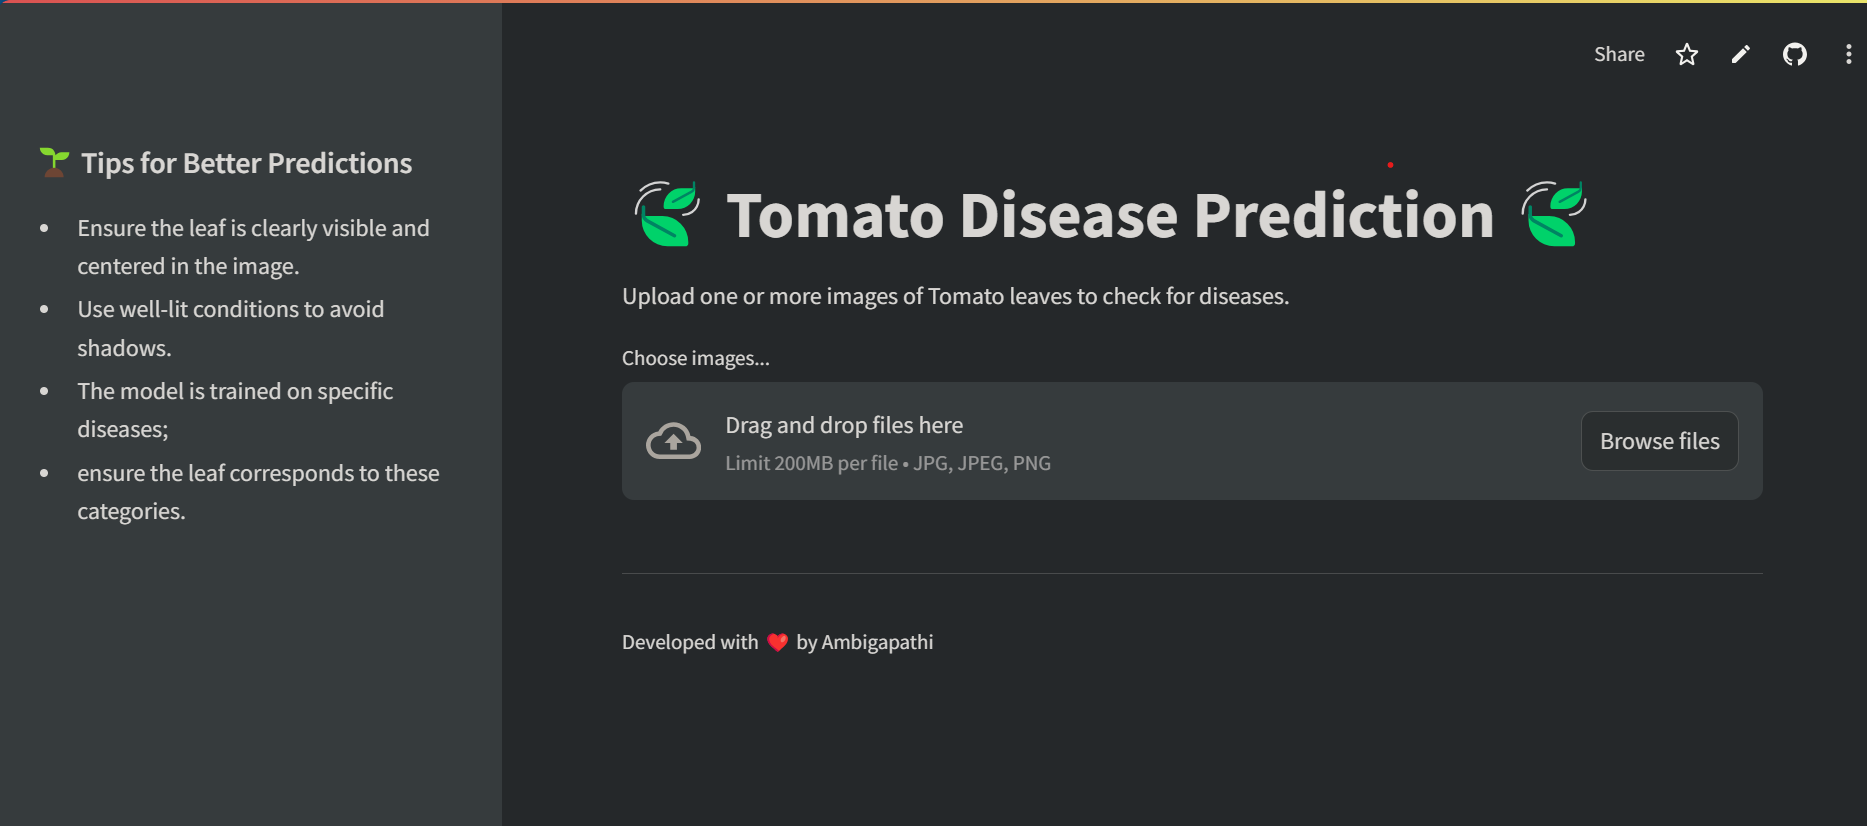 Share
Tips for Better Predictions
Ensure the leaf is clearly visible and
centered in the image.
Use well-lit conditions to avoid
shadows.
The model is trained on specific
diseases;
ensure the leaf corresponds to these
categories.
Tomato Disease Prediction
Upload one or more images of Tomato leaves to check for diseases.
Choose images...
Drag and drop files here
Limit 200MB per file • JPG, JPEG, PNG
Browse files
Developed with ❤️ by Ambigapathi